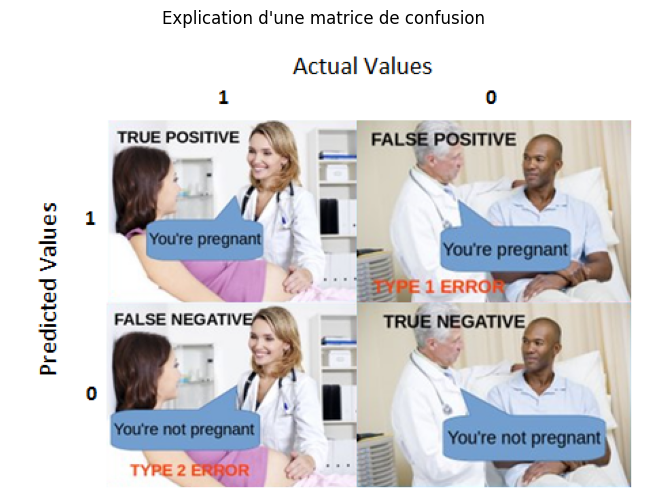 Explication d'une matrice de confusion
Actual Values
1 0
Predicted Values
1
TRUE POSITIVE
You're pregnant
FALSE POSITIVE
You're pregnant
TYPE 1 ERROR
0
FALSE NEGATIVE
You're not pregnant
TYPE 2 ERROR
TRUE NEGATIVE
You're not pregnant